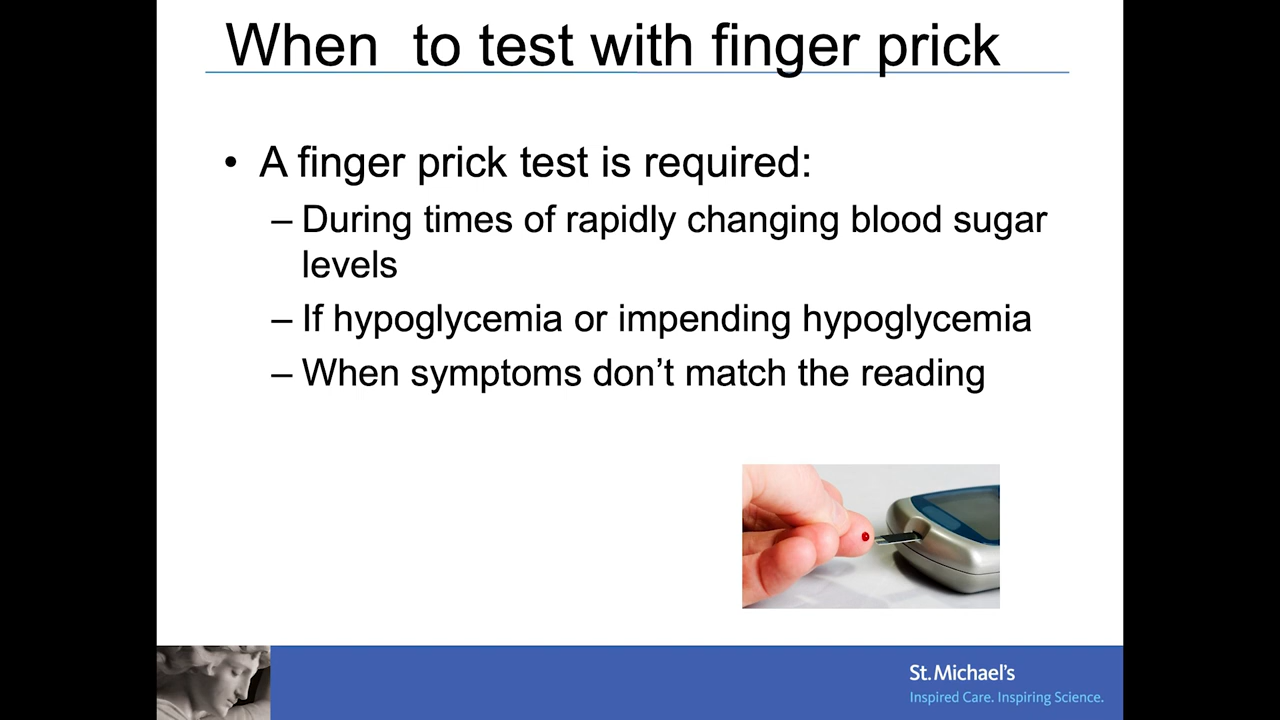 When  to test with finger prick
• A finger prick test is required:
– During times of rapidly changing blood sugar
levels
– If hypoglycemia or impending hypoglycemia
– When symptoms don’t match the reading
St. Michael's
Inspired Care. Inspiring Science.